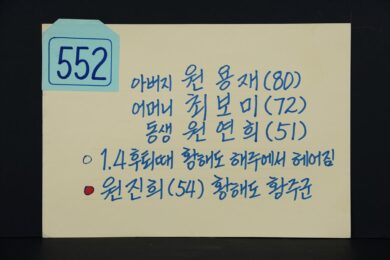 552
아버지 원용재(80)
어머니 최보미(72)
동생 원연희(51)
○ 1.4후퇴때 황해도 해주에서 헤어짐
● 원진희(54) 황해도 황주군